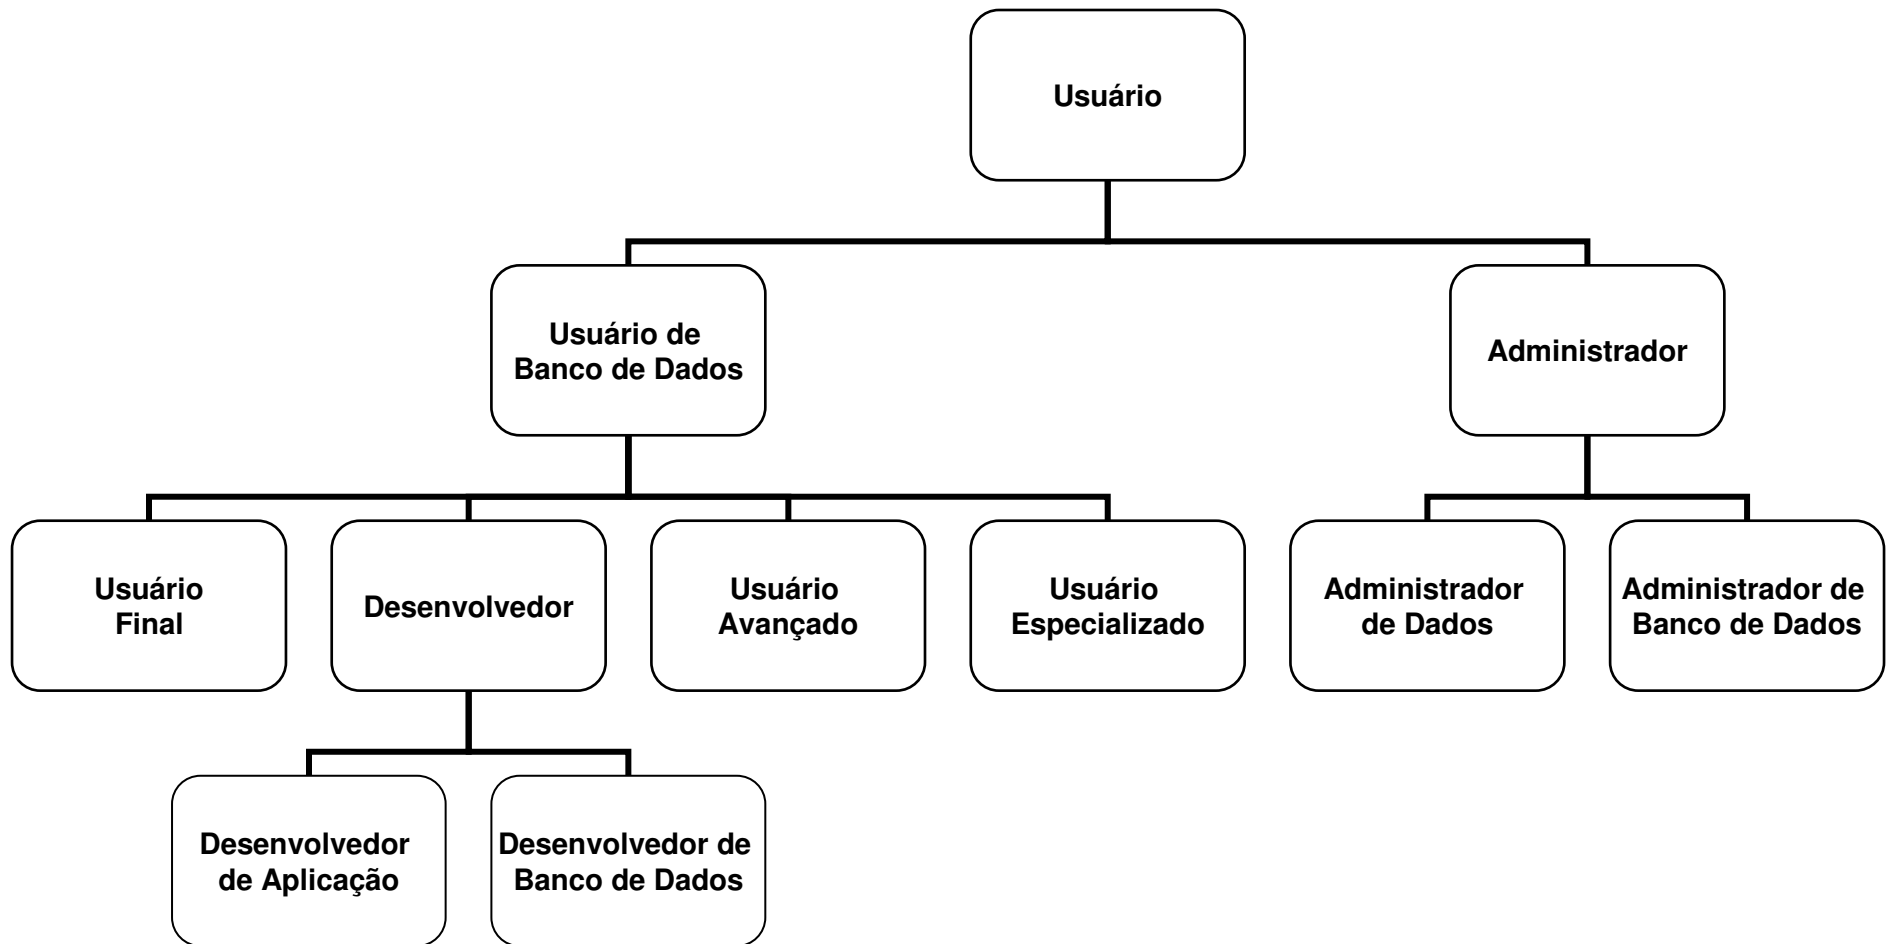 Usuário
Usuário de
Banco de Dados
Administrador
Usuário
Final
Desenvolvedor
Usuário
Avançado
Usuário
Especializado
Administrador
de Dados
Administrador de
Banco de Dados
Desenvolvedor
de Aplicação
Desenvolvedor de
Banco de Dados